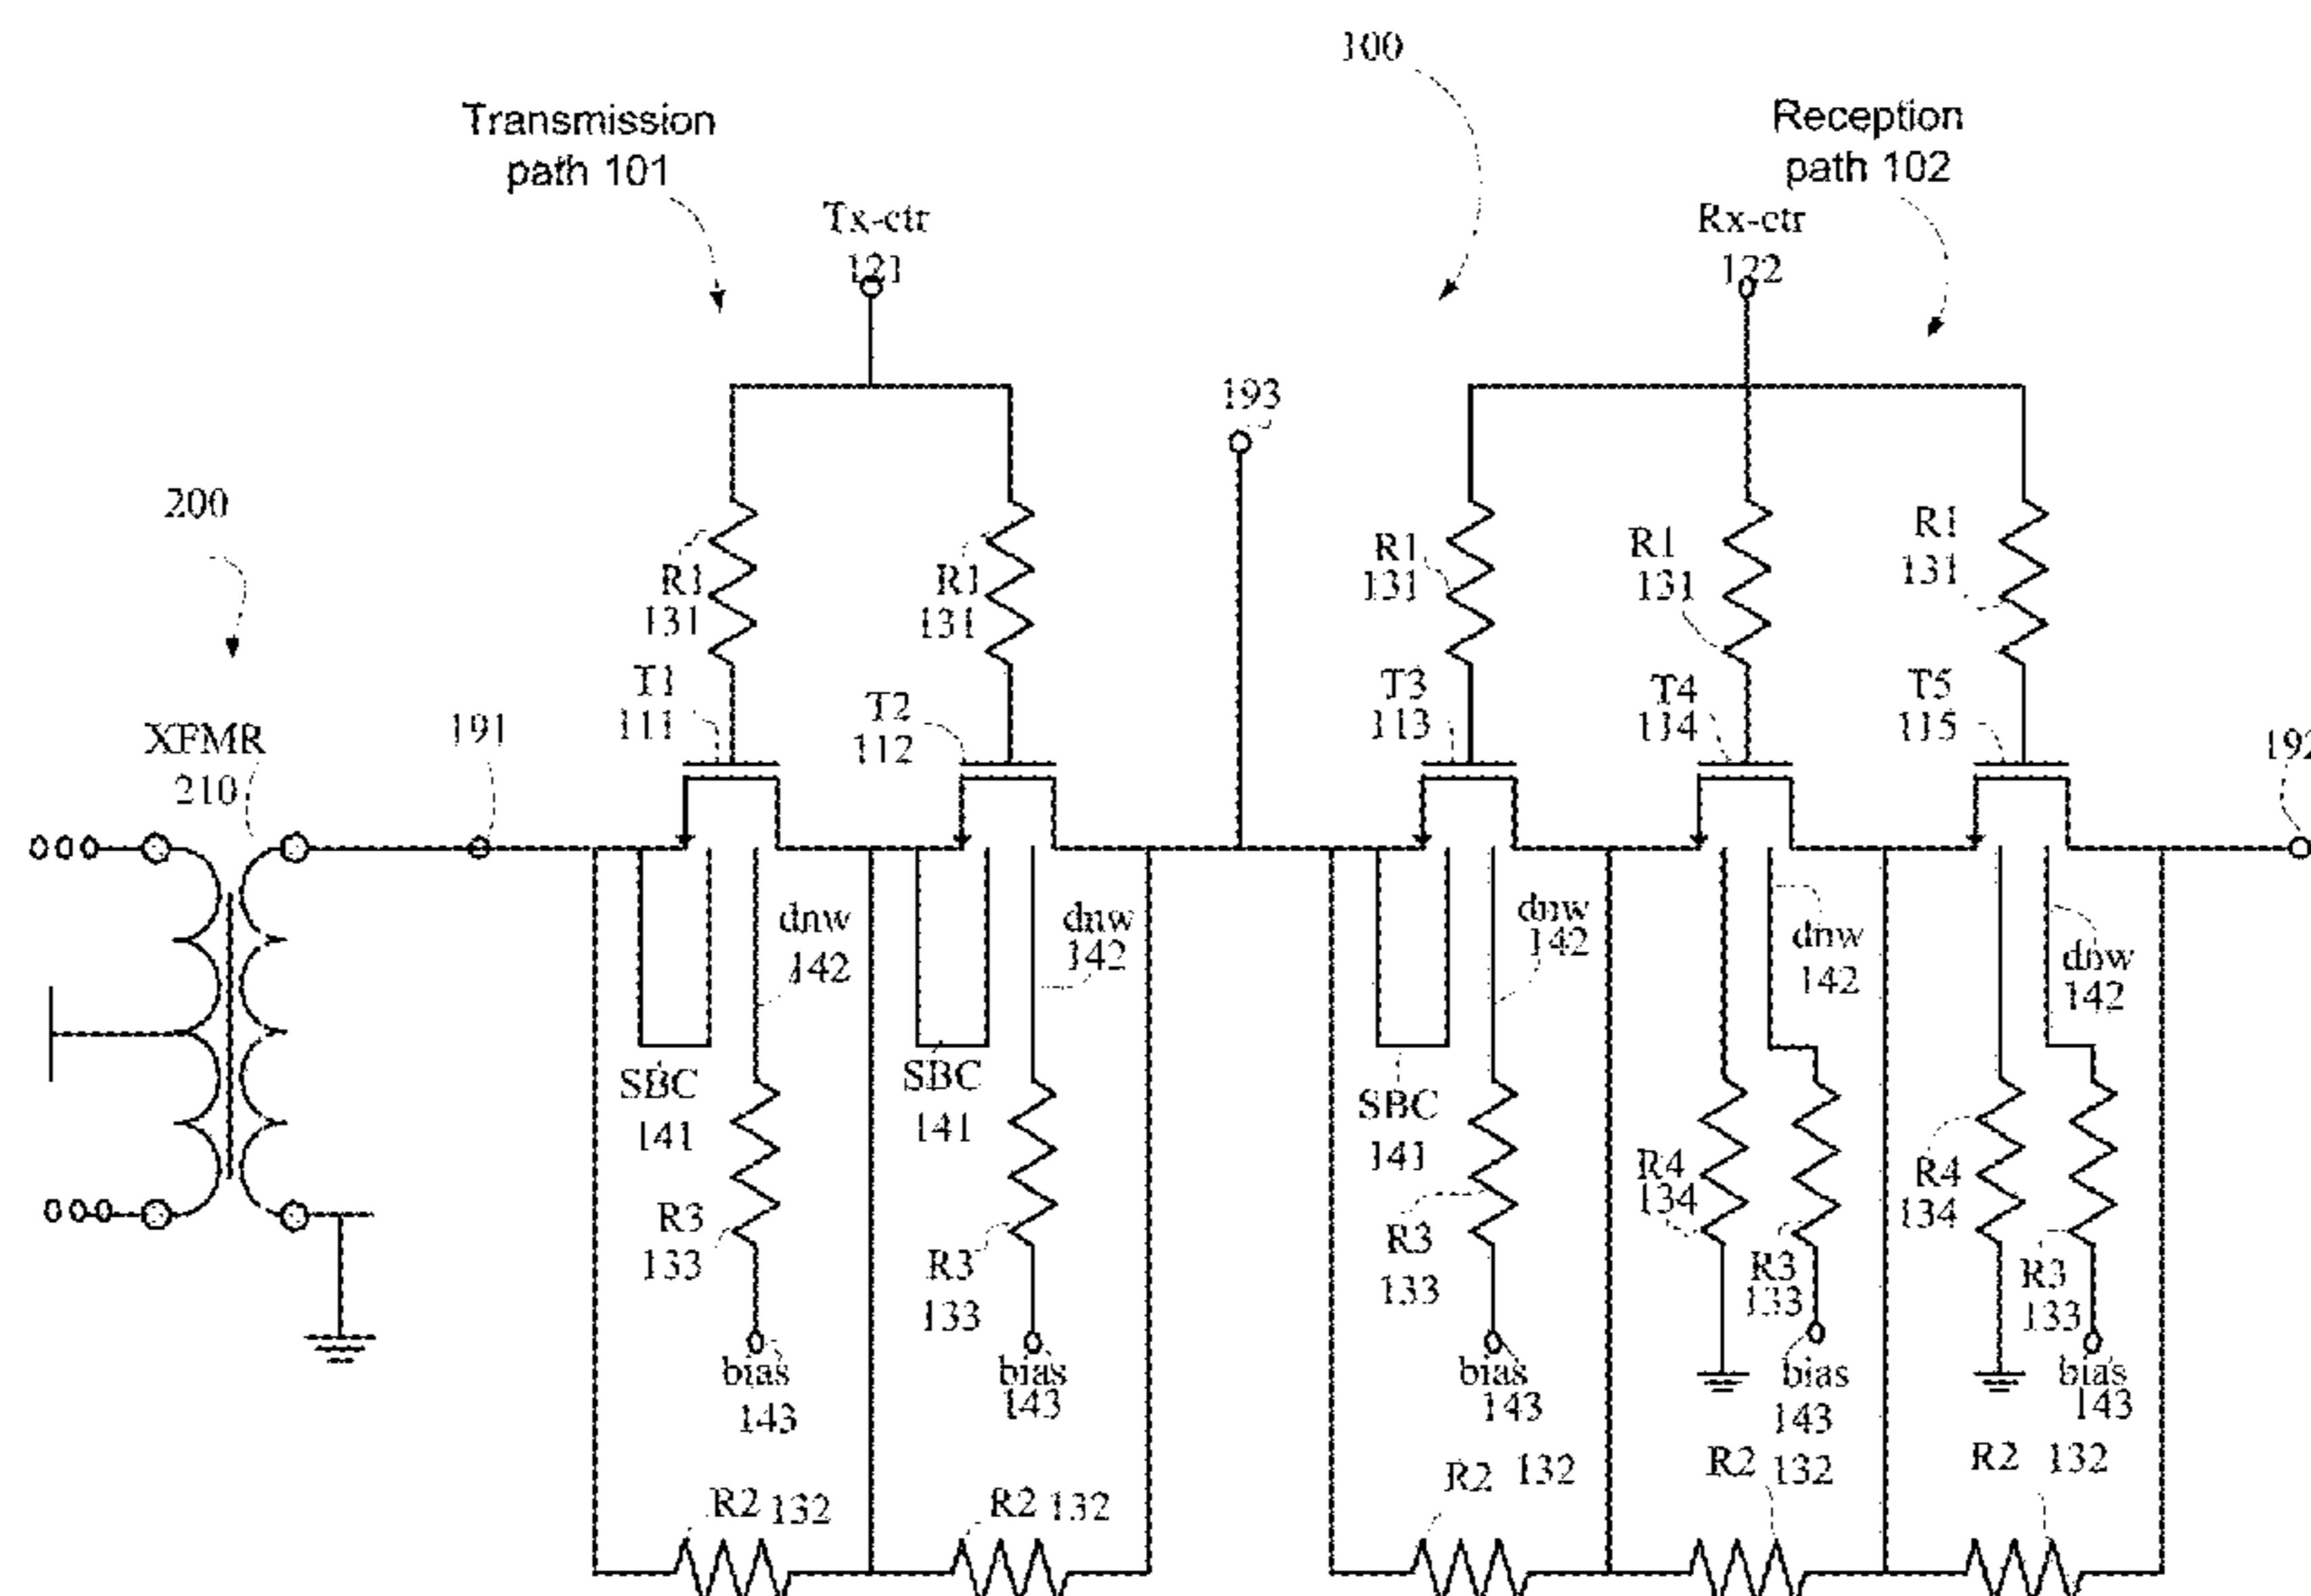 100
Transmission
path 101
Reception
path 102
Tx-ctr
121
Rx-ctr
122
193
200
R1
131
R1
131
R1
131
R1
131
R1
131
T1
111
T2
112
T3
113
T4
114
T5
115
XFMR
210
191
192
dnw
142
dnw
142
dnw
142
dnw
142
dnw
142
SBC
141
SBC
141
SBC
141
R3
133
R3
133
R3
133
R4
134
R3
133
R4
134
R3
133
bias
143
bias
143
bias
143
bias
143
bias
143
R2 132
R2 132
R2 132
R2 132
R2 132